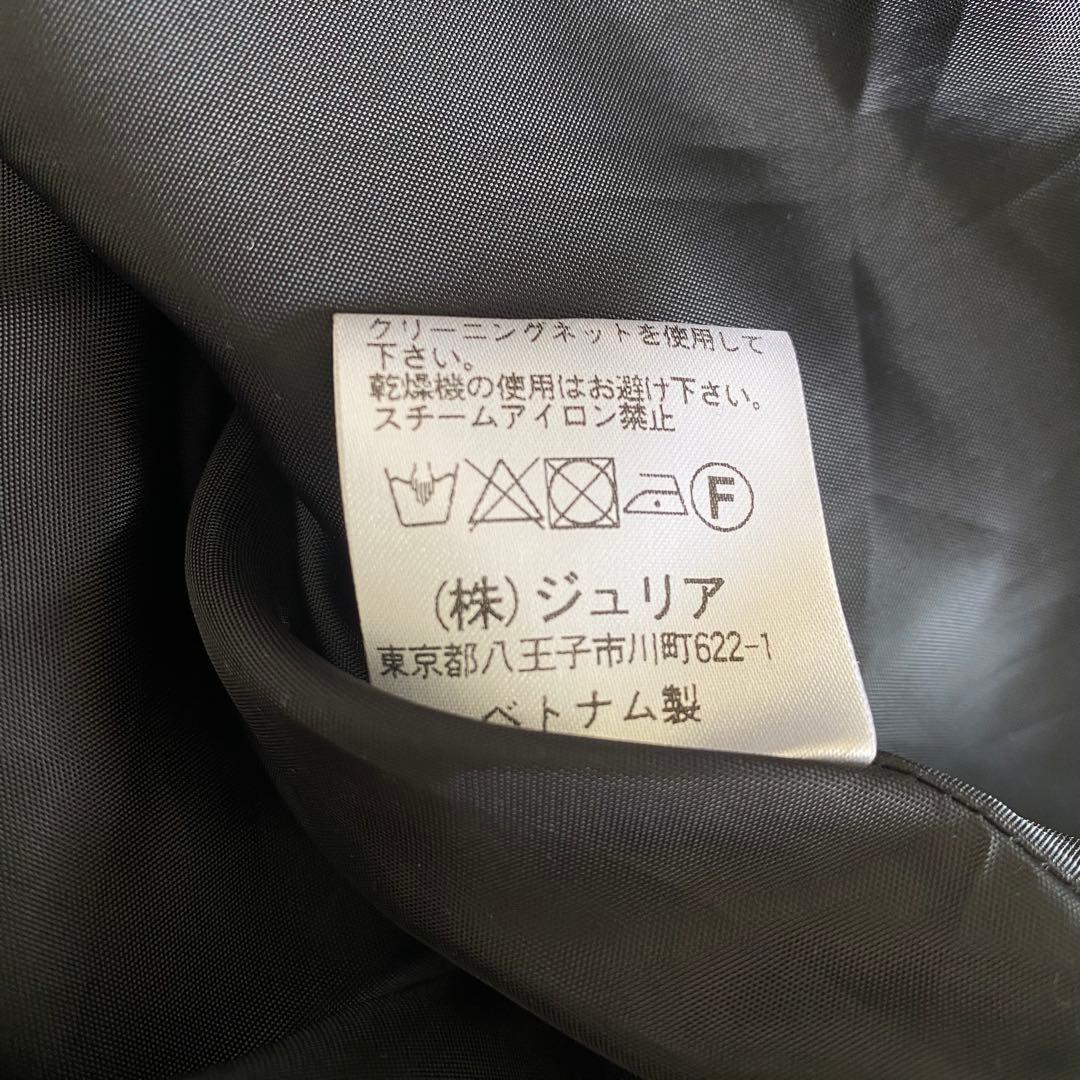 クリーニングネットを使用して
下さい。
乾燥機の使用はお避け下さい。
スチームアイロン禁止
F
(株)ジュリア
東京都八王子市川町622-1
ベトナム製